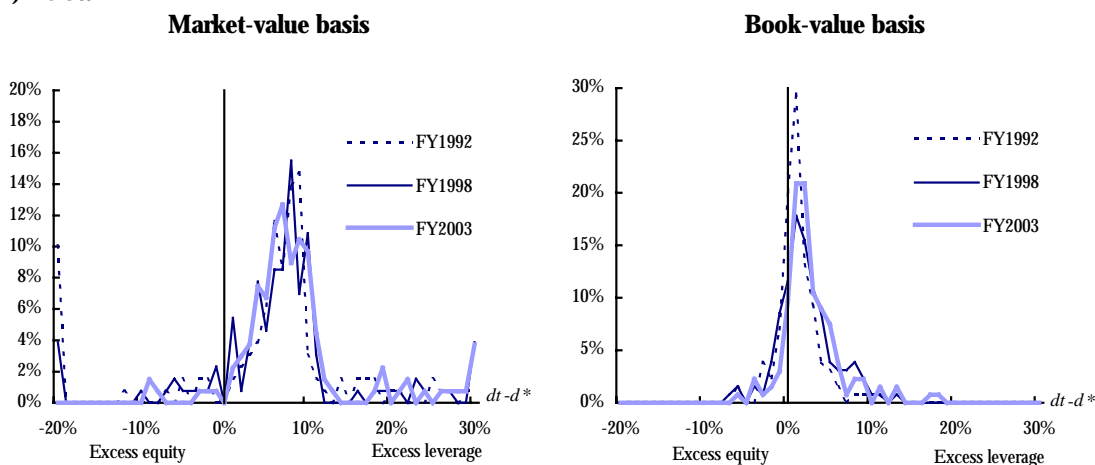 Market-value basis
20%
18%
16%
14%
12%
10%
8%
6%
4%
2%
0%
-20% -10% 0% 10% 20% 30%
Excess equity Excess leverage
dt-d*
FY1992
FY1998
FY2003
Book-value basis
30%
25%
20%
15%
10%
5%
0%
-20% -10% 0% 10% 20% 30%
Excess equity Excess leverage
dt-d*
FY1992
FY1998
FY2003